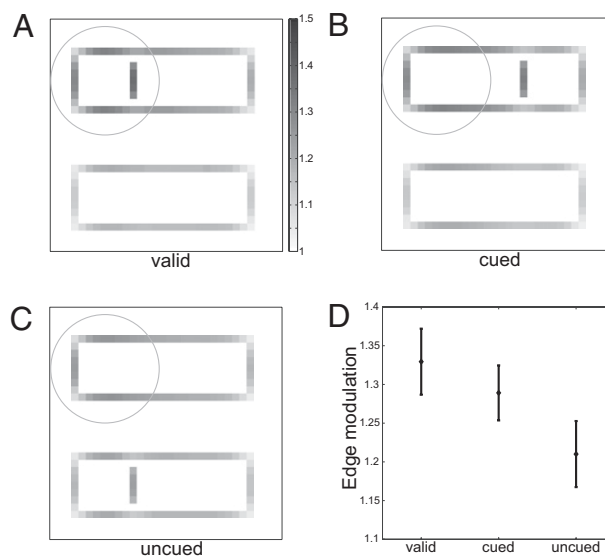 A
1.5
1.4
1.3
1.2
1.1
1
valid
B
cued
C
uncued
D
Edge modulation
1.4
1.35
1.3
1.25
1.2
1.15
1.1
valid cued uncued